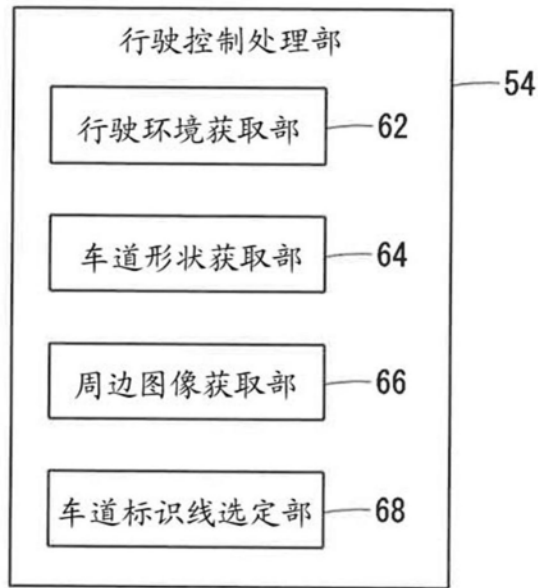 行驶控制处理部
54
行驶环境获取部 62
车道形状获取部 64
周边图像获取部 66
车道标识线选定部 68